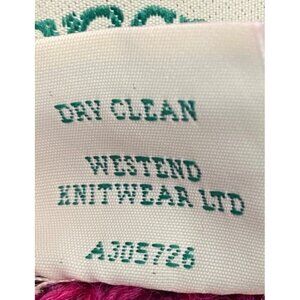 DRY CLEAN
WESTEND
KNITWEAR LTD
A305726